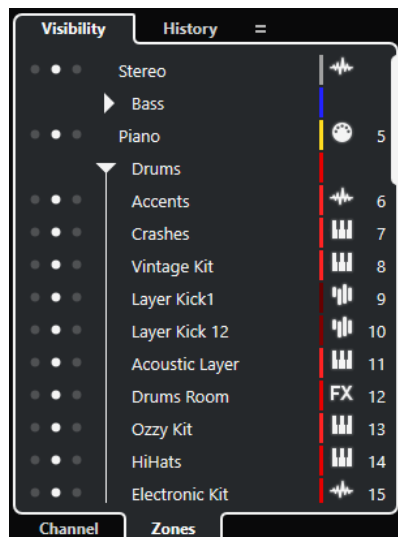 Visibility History =
Stereo
Bass
Piano 5
Drums
Accents 6
Crashes 7
Vintage Kit 8
Layer Kick1 9
Layer Kick 12 10
Acoustic Layer 11
Drums Room FX 12
Ozzy Kit 13
HiHats 14
Electronic Kit 15
Channel Zones